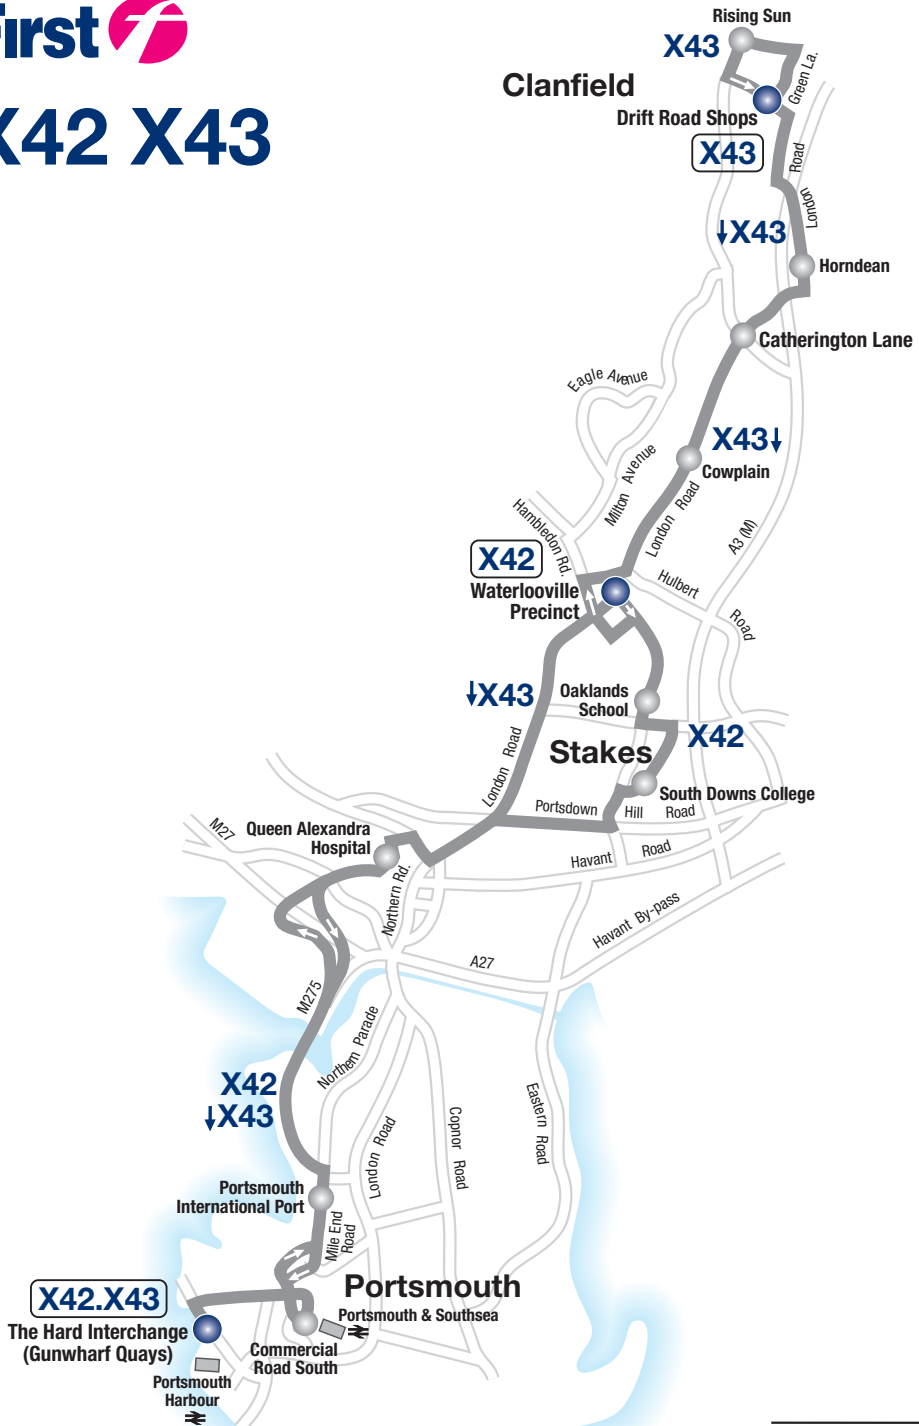 First
X42 X43
Rising Sun
X43
Clanfield
Green La.
Drift Road Shops
X43
Road
London
↓X43
Horndean
Catherington Lane
Eagle Avenue
X43↓
Cowplain
Milton Avenue
London Road
A3 (M)
Hambledon Rd.
X42
Waterlooville
Precinct
Hulbert
Road
Oaklands
School
↓X43
X42
Stakes
London Road
South Downs College
Portsdown Hill Road
M27
Queen Alexandra
Hospital
Havant Road
Northern Rd.
Havant By-pass
A27
M275
Northern Parade
X42
↓X43
London Road
Copnor Road
Eastern Road
Portsmouth
International Port
Mile End
Road
Portsmouth
X42.X43
Portsmouth & Southsea
The Hard Interchange
(Gunwharf Quays)
Commercial
Road South
Portsmouth
Harbour